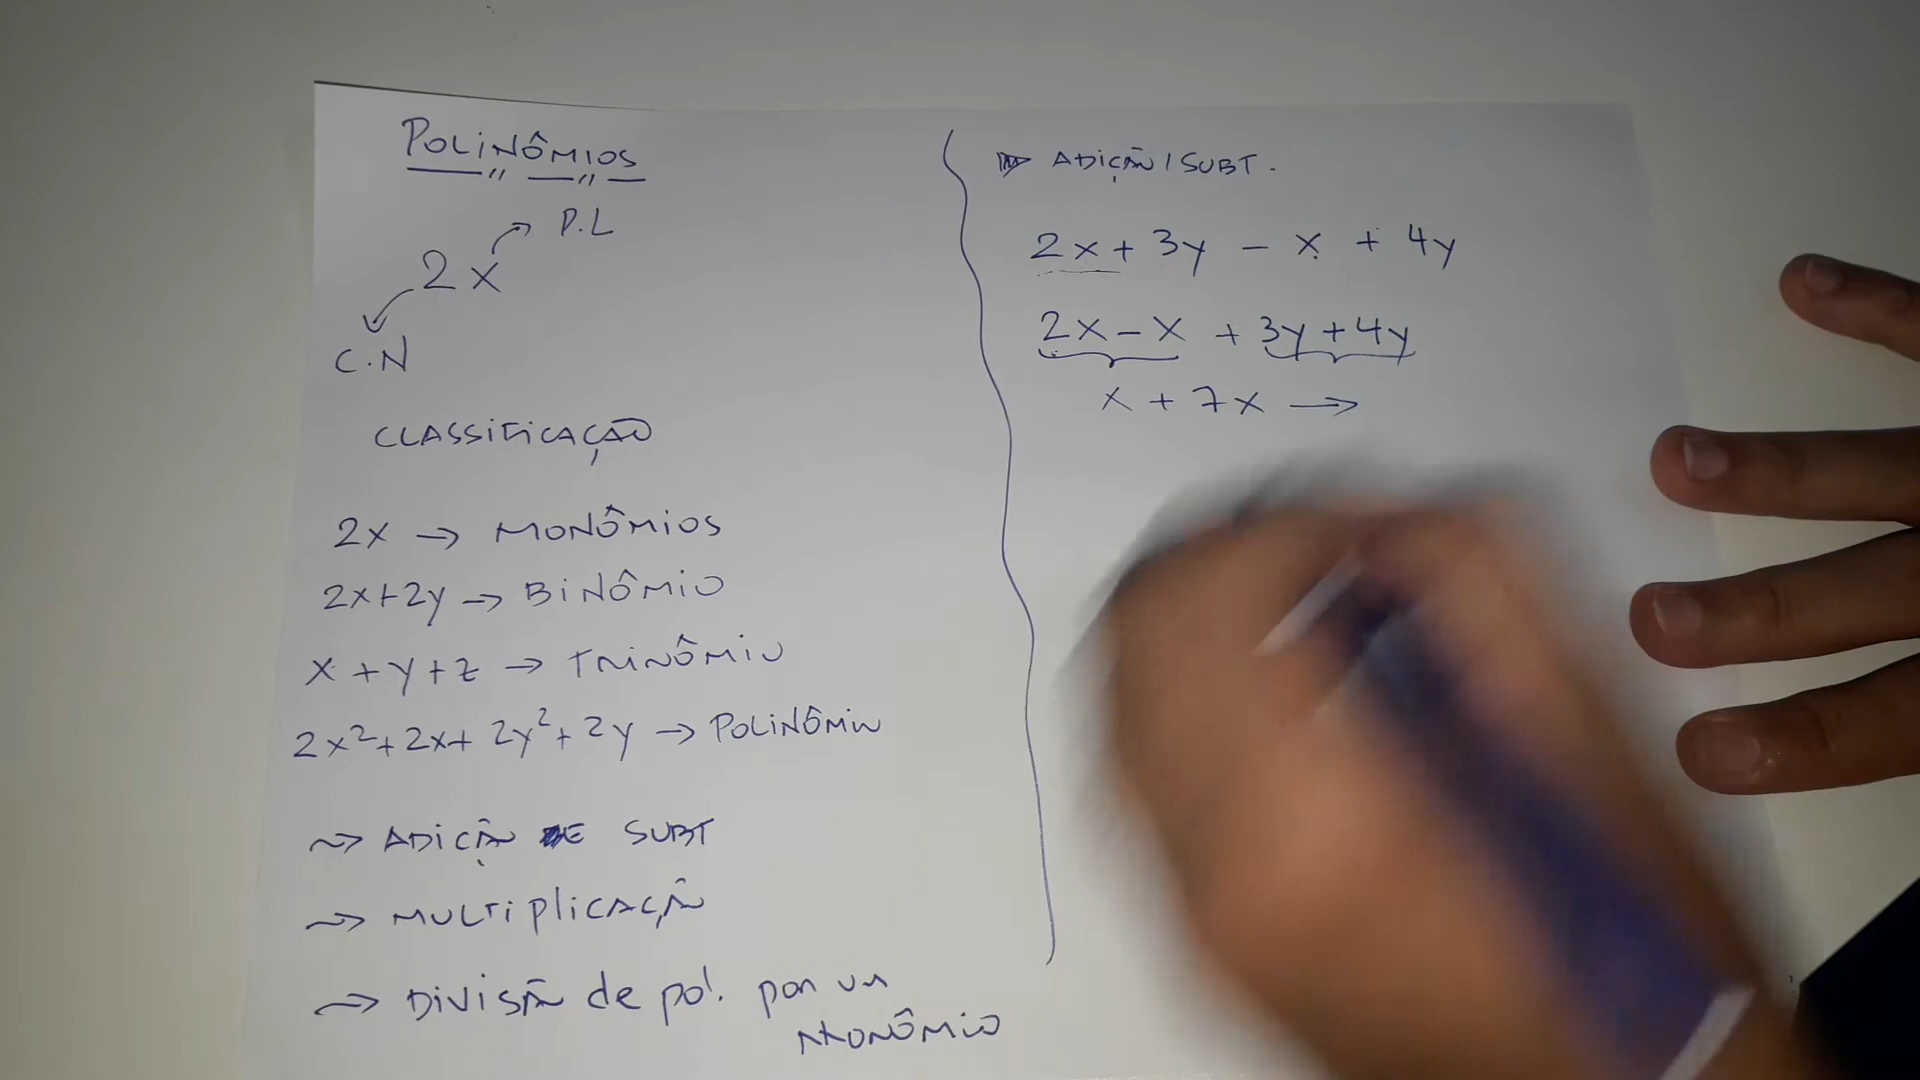 POLINÔMIOS
P.L
2x
C.N
CLASSIFICAÇÃO
2x → MONÔMIOS
2x+2y → BINÔMIO
x + y + z → TRINÔMIO
2x²+2x+ 2y²+ 2y → POLINÔMIO
~> ADIÇÃO E SUBT
~> MULTIPLICAÇÃO
~> DIVISÃO de pol. por um
MONÔMIO
ADIÇÃO/SUBT.
2x + 3y - x + 4y
2x - x + 3y + 4y
x + 7x →